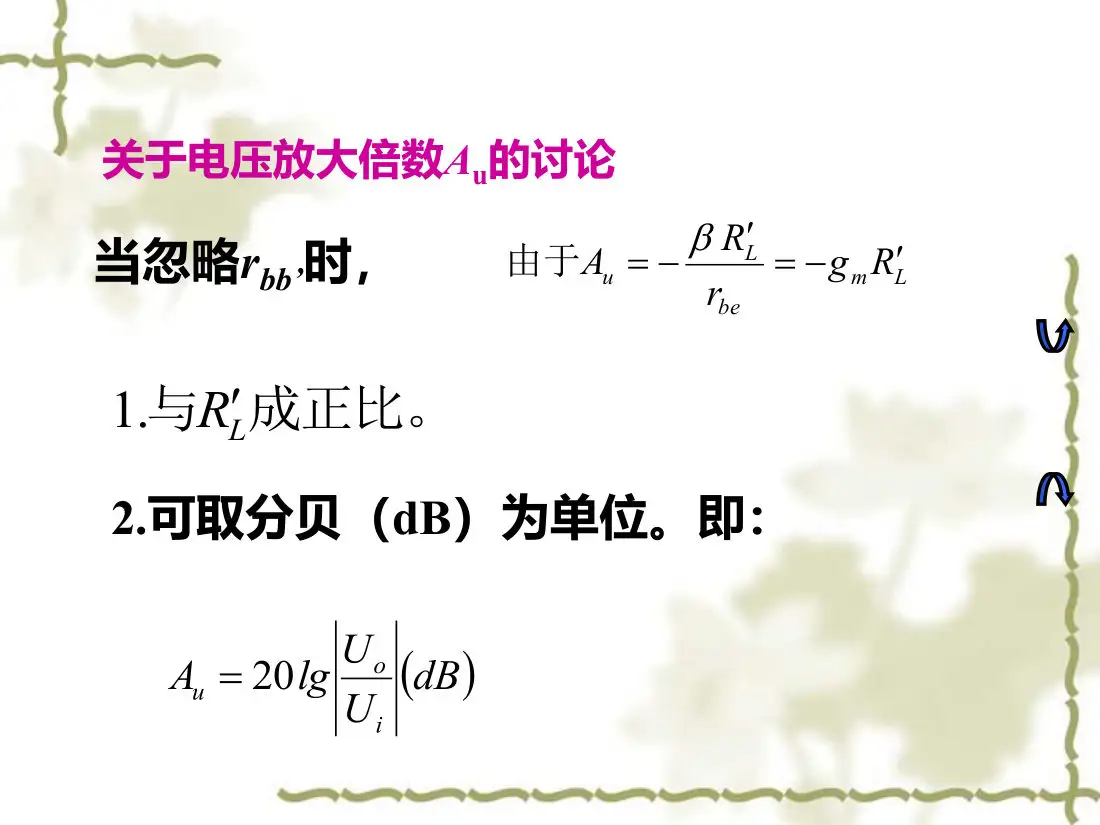 关于电压放大倍数Au的讨论
当忽略rbb’时，
由于Au = −βR′L/rbe = −gmR′L
1.与R′L成正比。
2.可取分贝（dB）为单位。即：
Au = 20lg|Uo/Ui|(dB)